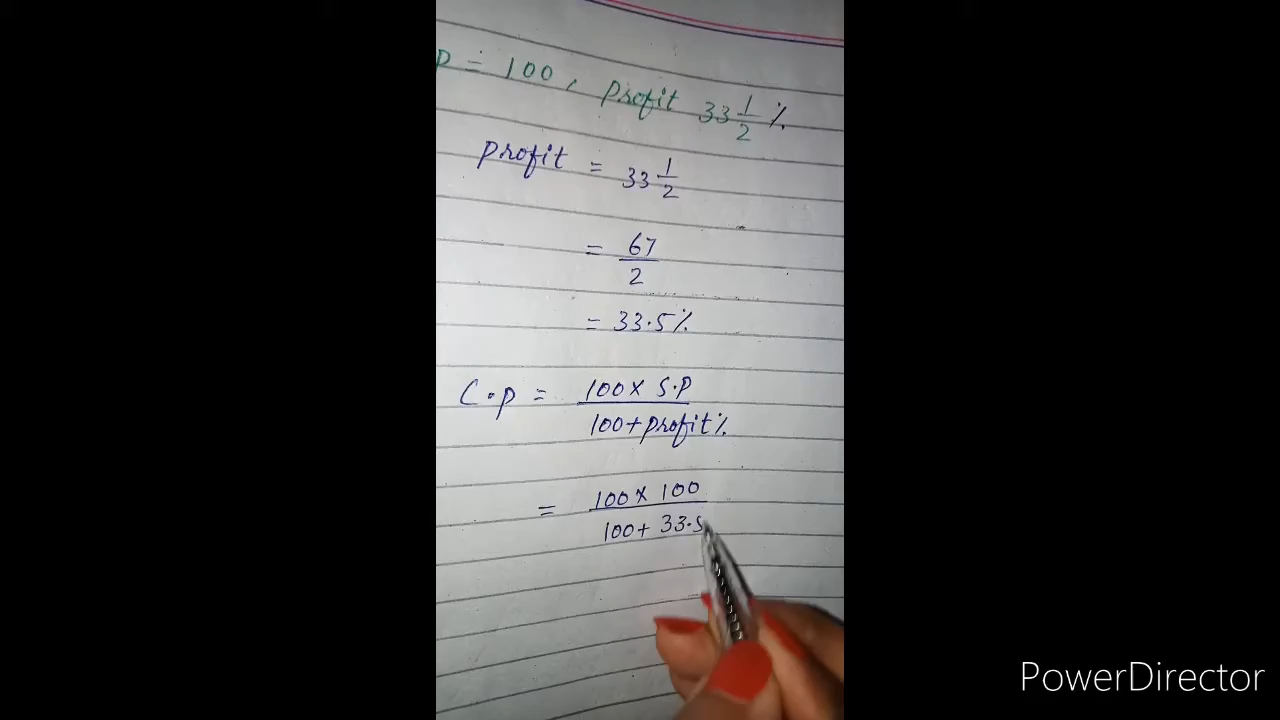 P = 100, profit 33 1/2 %
profit = 33 1/2
= 67/2
= 33.5%
C.p = 100 x S.P / 100 + profit%
= 100 x 100 / 100 + 33.5
PowerDirector